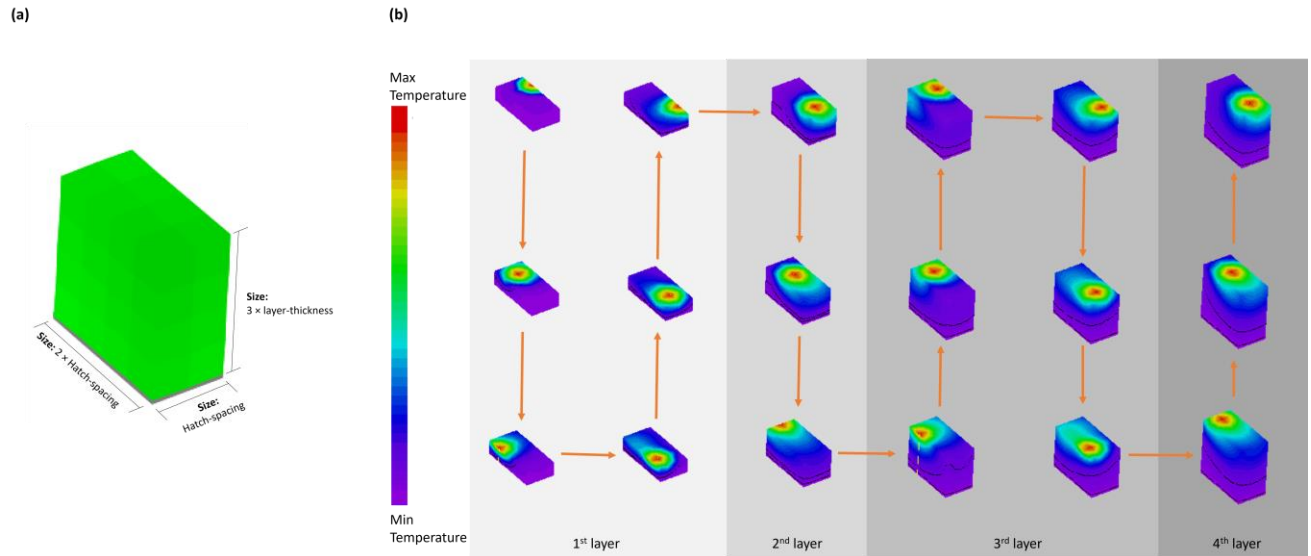 (a)
(b)
Size:
3 × layer-thickness
Size: 2 × Hatch-spacing
Size:
Hatch-spacing
Max
Temperature
Min
Temperature
1st layer
2nd layer
3rd layer
4th layer